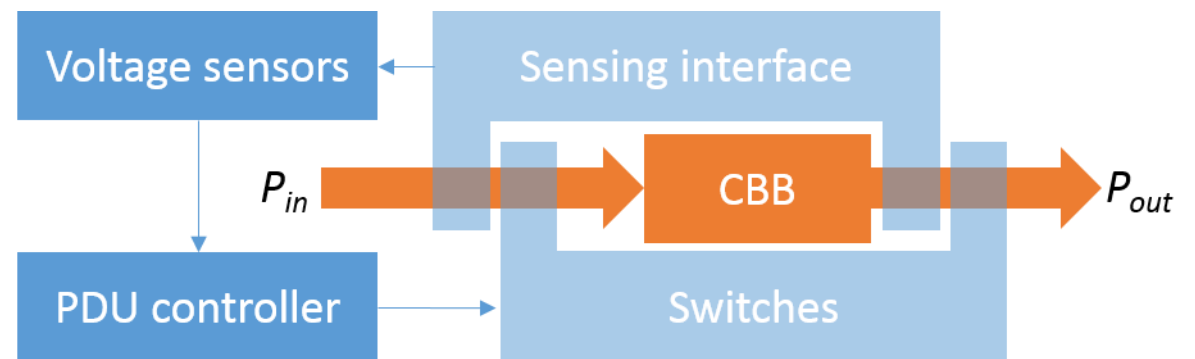 Voltage sensors
Sensing interface
P_in
CBB
P_out
PDU controller
Switches